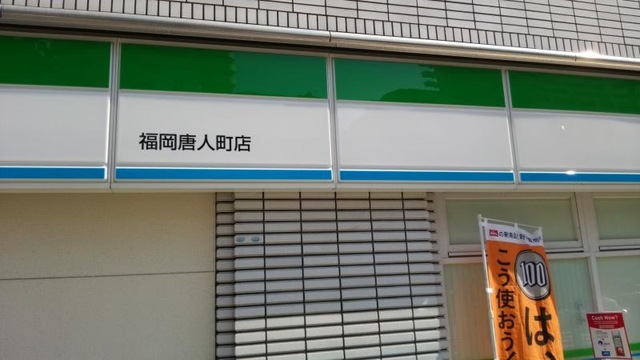 福岡唐人町店
100
は、
こう使おう
Cash Now?